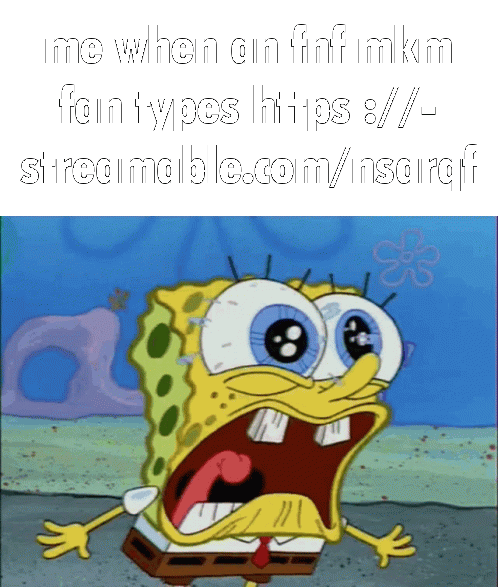 me when an fnf mkm
fan types https ://-
streamable.com/nsarqf